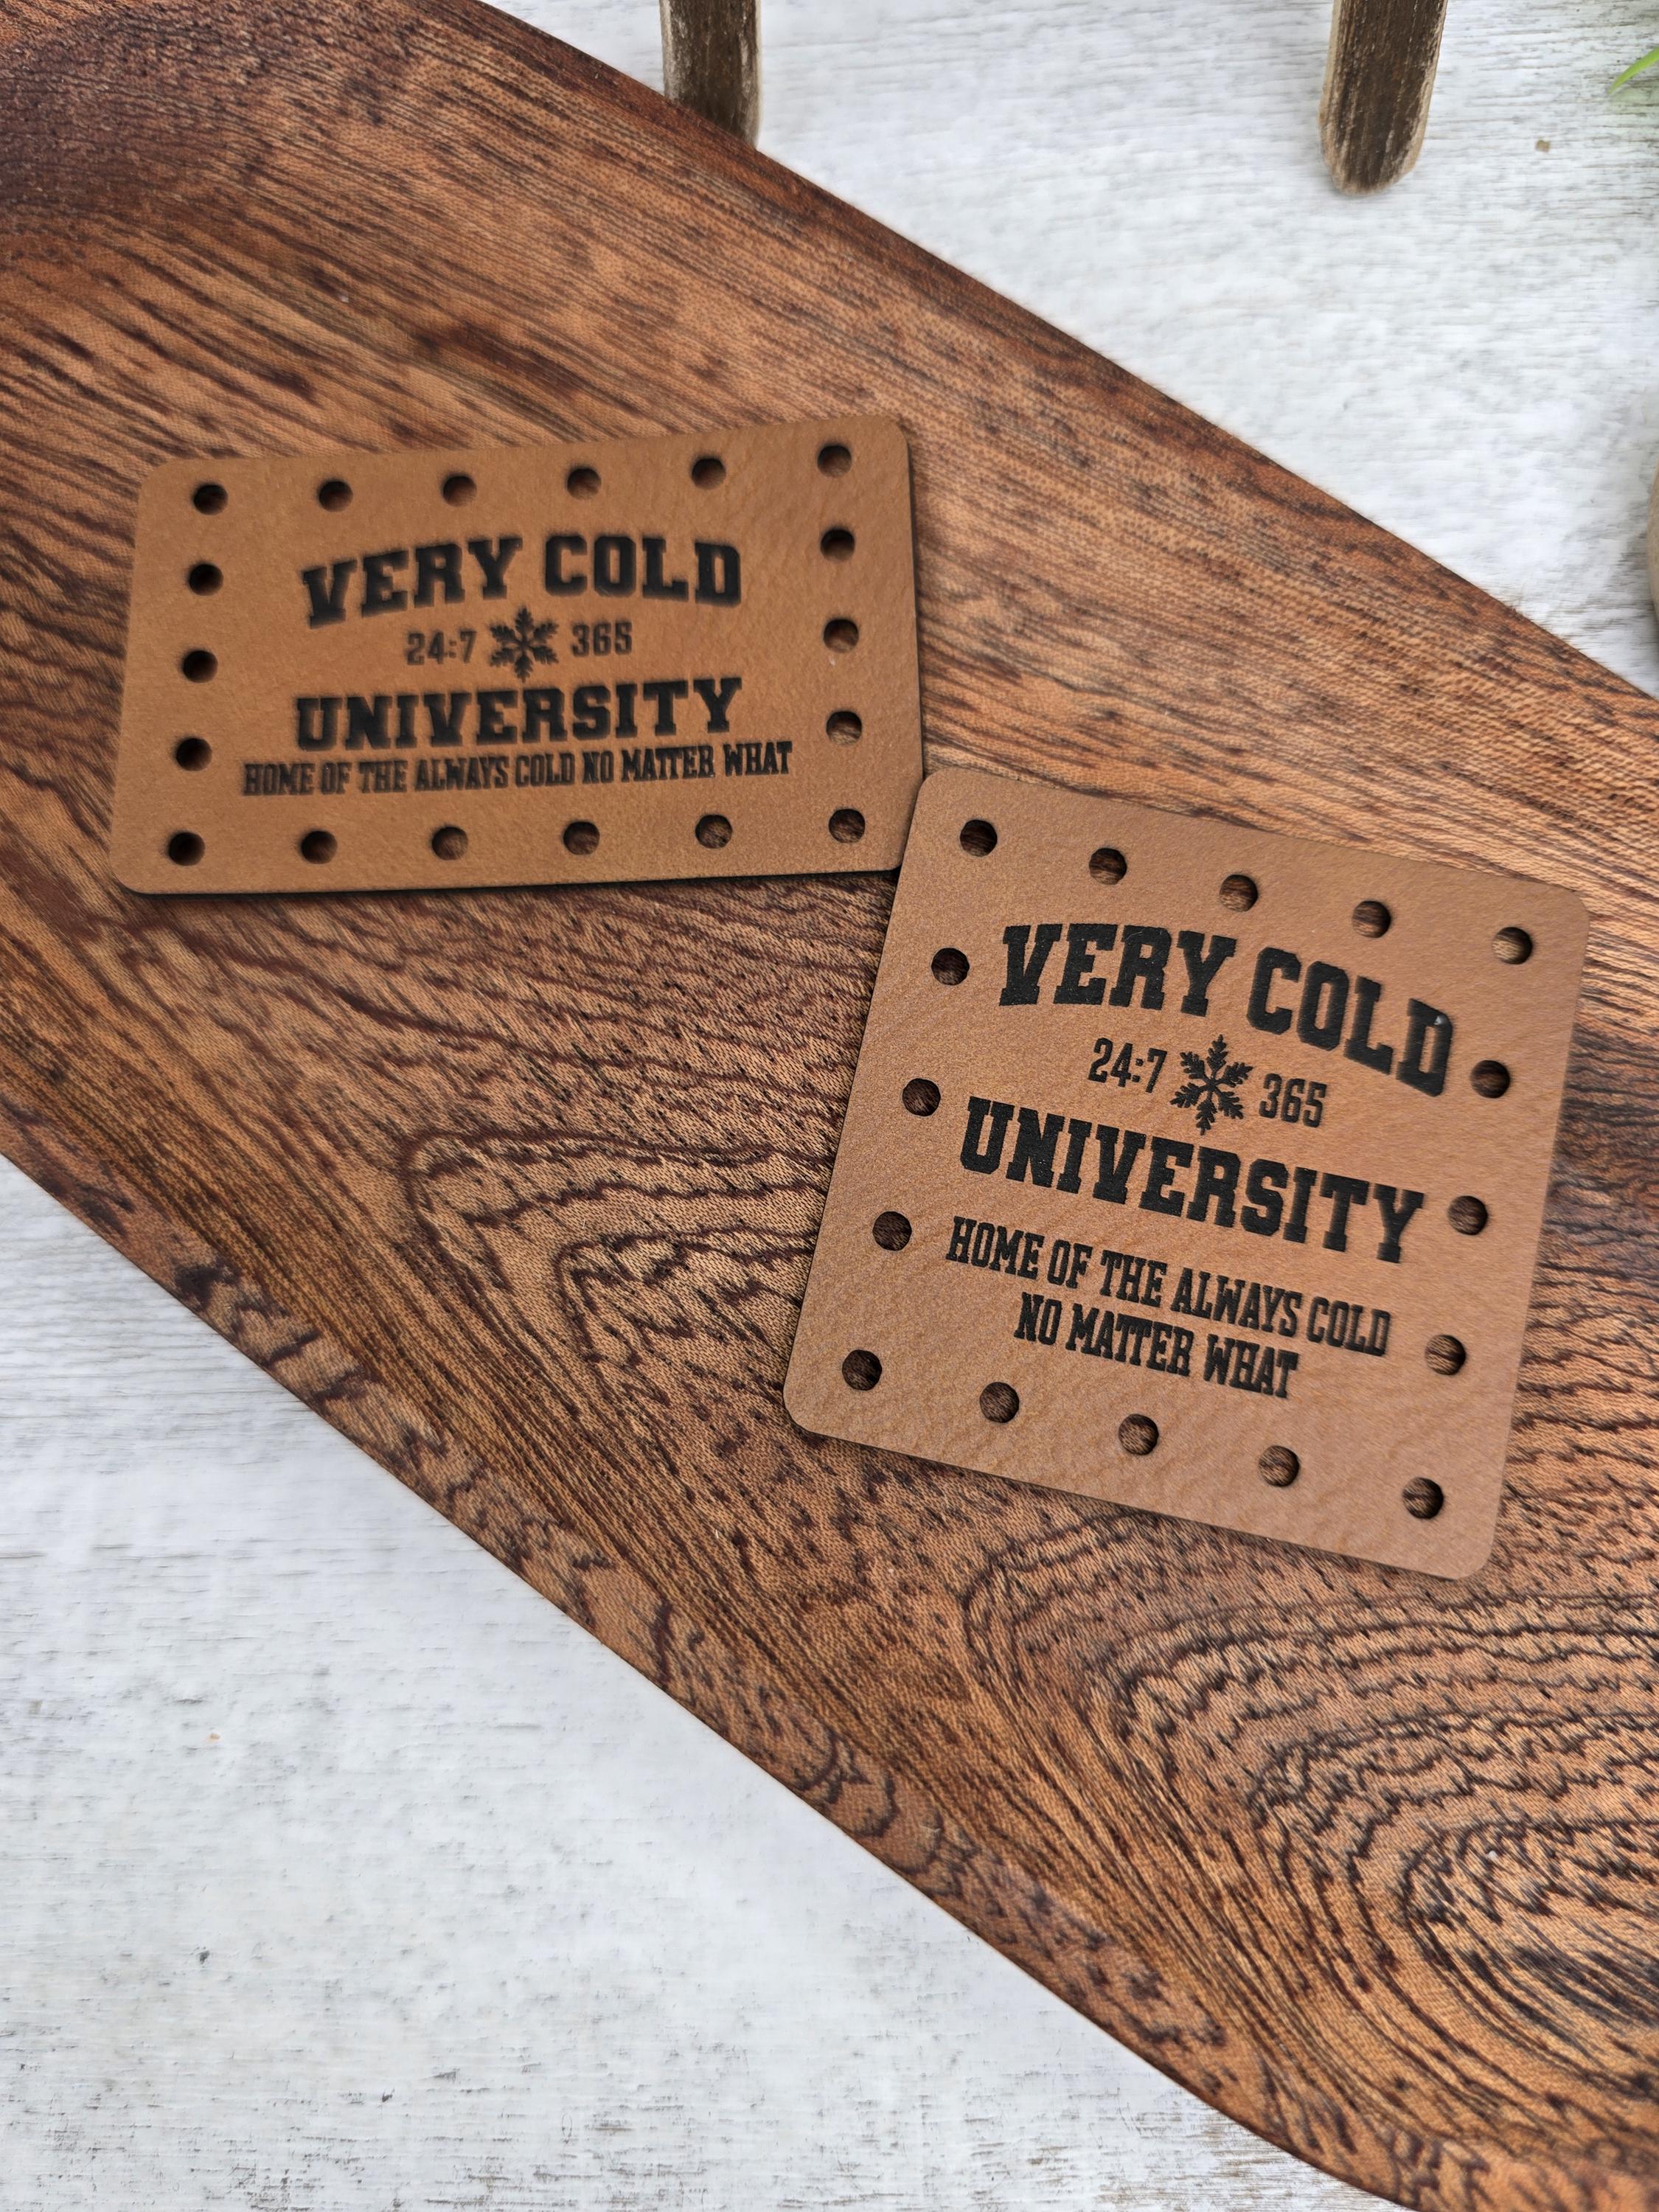 VERY COLD
24:7 365
UNIVERSITY
HOME OF THE ALWAYS COLD NO MATTER WHAT
VERY COLD
24:7 365
UNIVERSITY
HOME OF THE ALWAYS COLD
NO MATTER WHAT